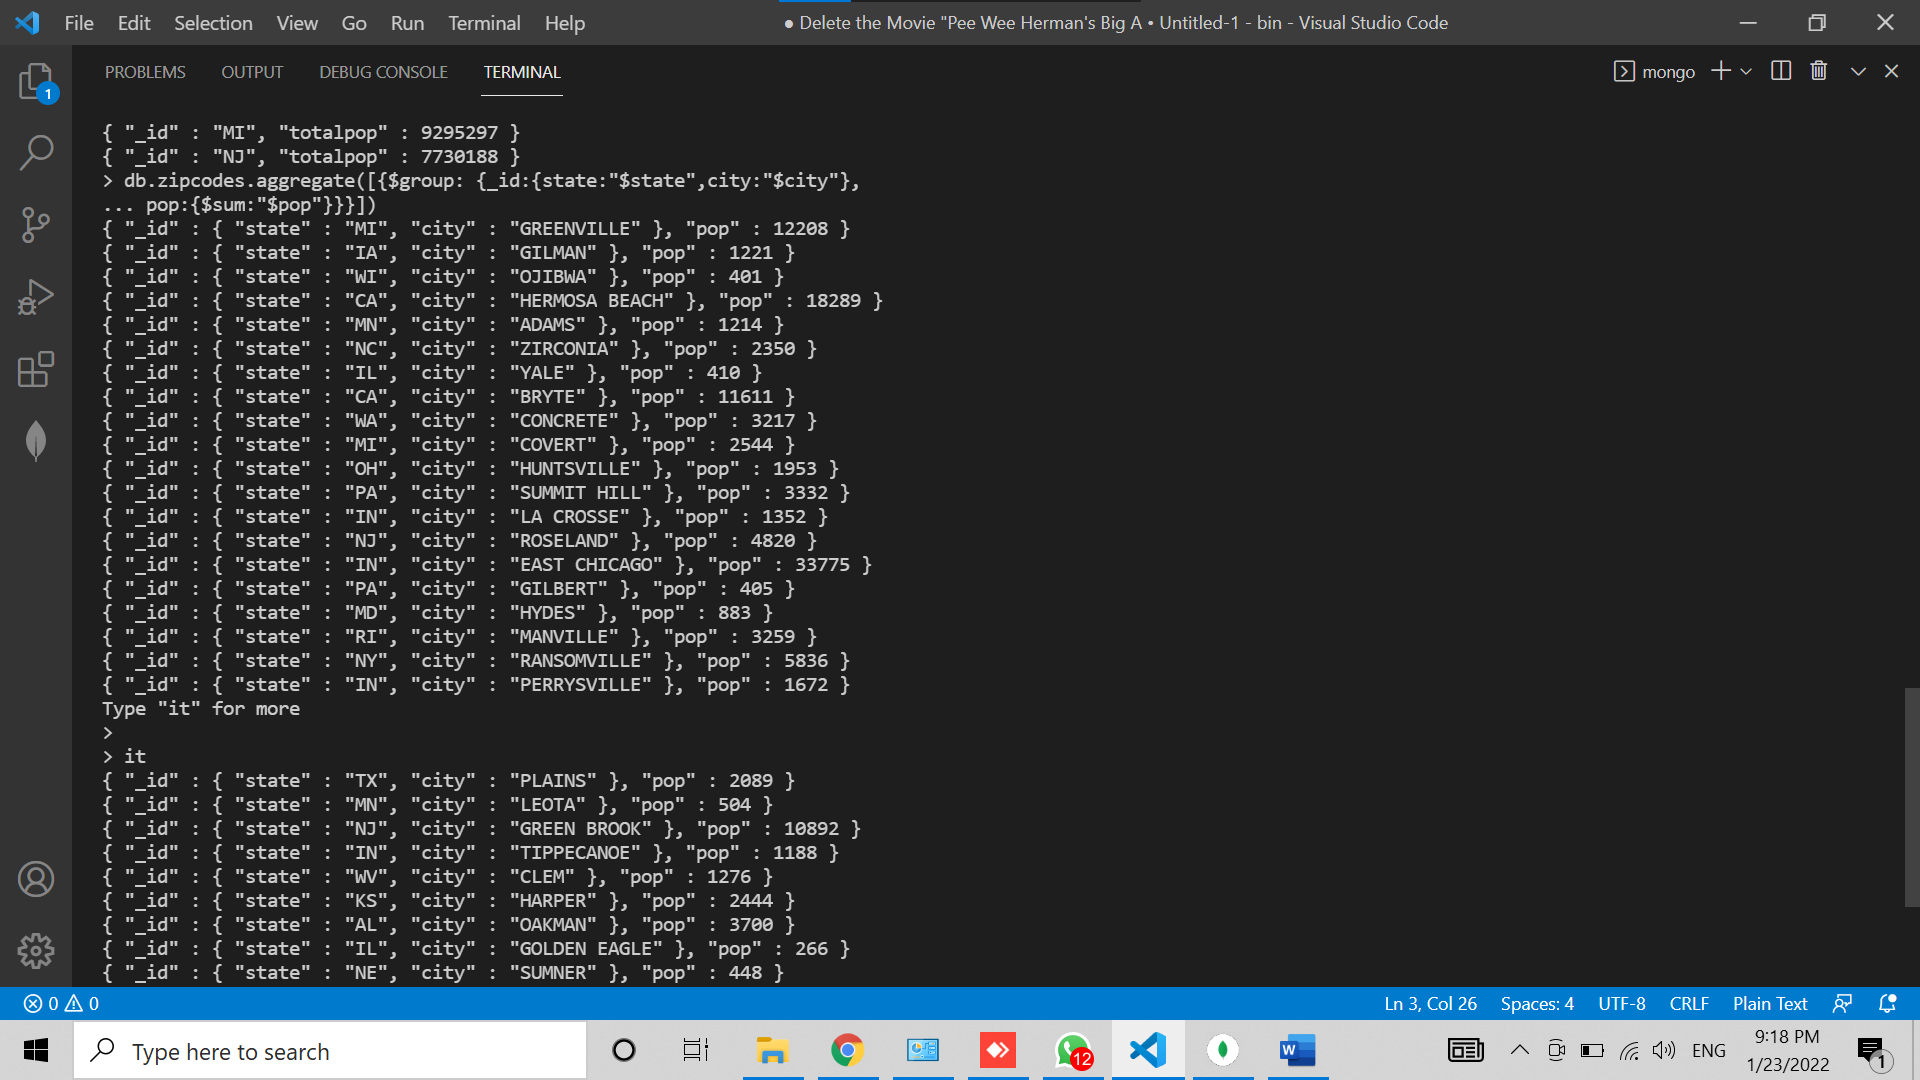 File Edit Selection View Go Run Terminal Help
● Delete the Movie "Pee Wee Herman's Big A • Untitled-1 - bin - Visual Studio Code
1
PROBLEMS OUTPUT DEBUG CONSOLE TERMINAL
mongo
{ "_id" : "MI", "totalpop" : 9295297 }
{ "_id" : "NJ", "totalpop" : 7730188 }
> db.zipcodes.aggregate([{$group: {_id:{state:"$state",city:"$city"},
... pop:{$sum:"$pop"}}}])
{ "_id" : { "state" : "MI", "city" : "GREENVILLE" }, "pop" : 12208 }
{ "_id" : { "state" : "IA", "city" : "GILMAN" }, "pop" : 1221 }
{ "_id" : { "state" : "WI", "city" : "OJIBWA" }, "pop" : 401 }
{ "_id" : { "state" : "CA", "city" : "HERMOSA BEACH" }, "pop" : 18289 }
{ "_id" : { "state" : "MN", "city" : "ADAMS" }, "pop" : 1214 }
{ "_id" : { "state" : "NC", "city" : "ZIRCONIA" }, "pop" : 2350 }
{ "_id" : { "state" : "IL", "city" : "YALE" }, "pop" : 410 }
{ "_id" : { "state" : "CA", "city" : "BRYTE" }, "pop" : 11611 }
{ "_id" : { "state" : "WA", "city" : "CONCRETE" }, "pop" : 3217 }
{ "_id" : { "state" : "MI", "city" : "COVERT" }, "pop" : 2544 }
{ "_id" : { "state" : "OH", "city" : "HUNTSVILLE" }, "pop" : 1953 }
{ "_id" : { "state" : "PA", "city" : "SUMMIT HILL" }, "pop" : 3332 }
{ "_id" : { "state" : "IN", "city" : "LA CROSSE" }, "pop" : 1352 }
{ "_id" : { "state" : "NJ", "city" : "ROSELAND" }, "pop" : 4820 }
{ "_id" : { "state" : "IN", "city" : "EAST CHICAGO" }, "pop" : 33775 }
{ "_id" : { "state" : "PA", "city" : "GILBERT" }, "pop" : 405 }
{ "_id" : { "state" : "MD", "city" : "HYDES" }, "pop" : 883 }
{ "_id" : { "state" : "RI", "city" : "MANVILLE" }, "pop" : 3259 }
{ "_id" : { "state" : "NY", "city" : "RANSOMVILLE" }, "pop" : 5836 }
{ "_id" : { "state" : "IN", "city" : "PERRYSVILLE" }, "pop" : 1672 }
Type "it" for more
>
> it
{ "_id" : { "state" : "TX", "city" : "PLAINS" }, "pop" : 2089 }
{ "_id" : { "state" : "MN", "city" : "LEOTA" }, "pop" : 504 }
{ "_id" : { "state" : "NJ", "city" : "GREEN BROOK" }, "pop" : 10892 }
{ "_id" : { "state" : "IN", "city" : "TIPPECANOE" }, "pop" : 1188 }
{ "_id" : { "state" : "WV", "city" : "CLEM" }, "pop" : 1276 }
{ "_id" : { "state" : "KS", "city" : "HARPER" }, "pop" : 2444 }
{ "_id" : { "state" : "AL", "city" : "OAKMAN" }, "pop" : 3700 }
{ "_id" : { "state" : "IL", "city" : "GOLDEN EAGLE" }, "pop" : 266 }
{ "_id" : { "state" : "NE", "city" : "SUMNER" }, "pop" : 448 }
0 0
Ln 3, Col 26 Spaces: 4 UTF-8 CRLF Plain Text
Type here to search
12
W
ENG
9:18 PM
1/23/2022
1